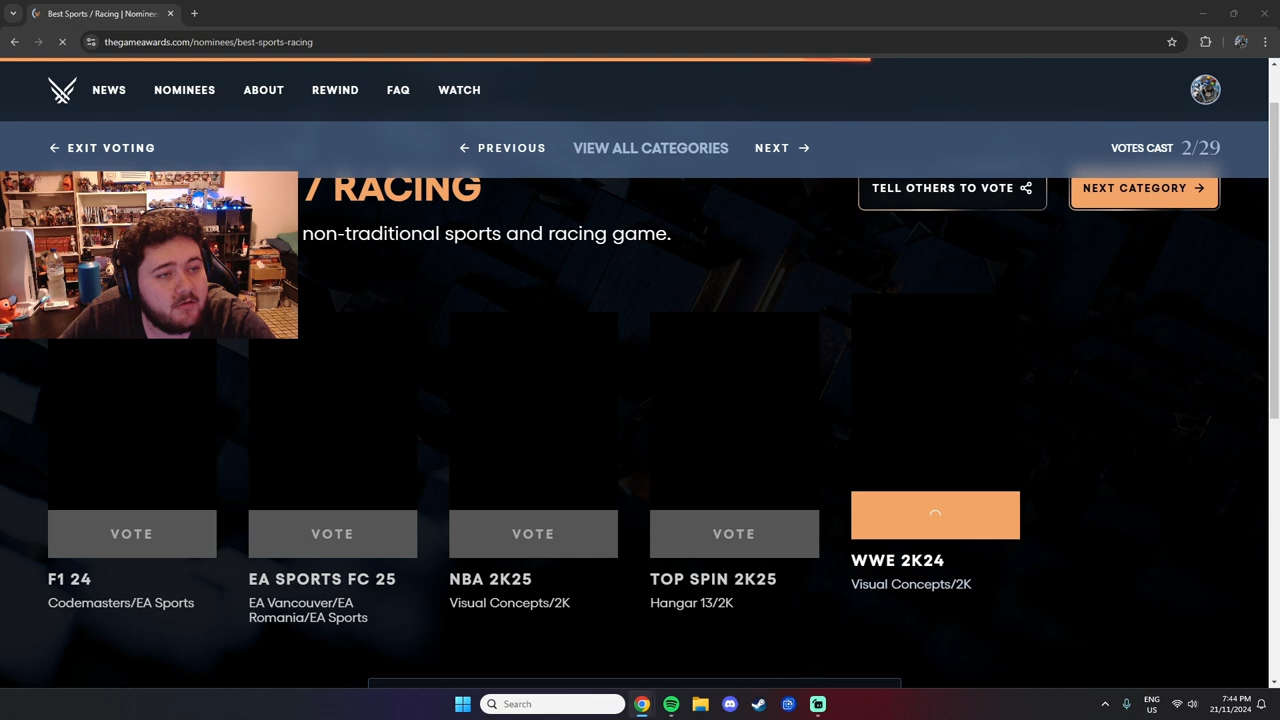 Best Sports / Racing | Nominee
thegameawards.com/nominees/best-sports-racing
NEWS NOMINEES ABOUT REWIND FAQ WATCH
EXIT VOTING PREVIOUS VIEW ALL CATEGORIES NEXT VOTES CAST 2/29
/ RACING TELL OTHERS TO VOTE NEXT CATEGORY
non-traditional sports and racing game.
VOTE VOTE VOTE VOTE
F1 24
Codemasters/EA Sports
EA SPORTS FC 25
EA Vancouver/EA
Romania/EA Sports
NBA 2K25
Visual Concepts/2K
TOP SPIN 2K25
Hangar 13/2K
WWE 2K24
Visual Concepts/2K
Search
ENG
US
7:44 PM
21/11/2024